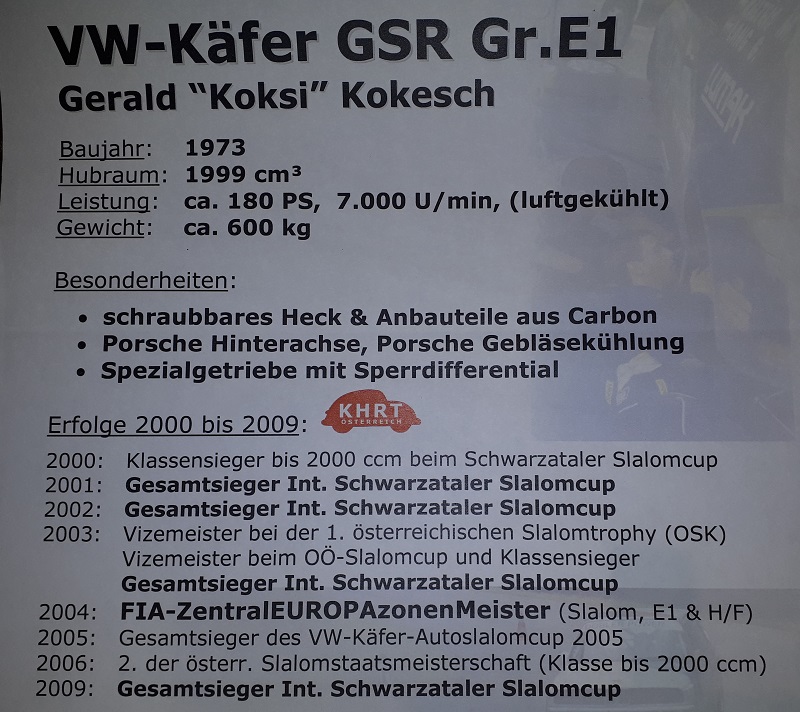 VW-Käfer GSR Gr.E1
Gerald “Koksi” Kokesch
Baujahr: 1973
Hubraum: 1999 cm³
Leistung: ca. 180 PS, 7.000 U/min, (luftgekühlt)
Gewicht: ca. 600 kg
Besonderheiten:
• schraubbares Heck & Anbauteile aus Carbon
• Porsche Hinterachse, Porsche Gebläsekühlung
• Spezialgetriebe mit Sperrdifferential
Erfolge 2000 bis 2009:
KHRT
ÖSTERREICH
2000: Klassensieger bis 2000 ccm beim Schwarzataler Slalomcup
2001: Gesamtsieger Int. Schwarzataler Slalomcup
2002: Gesamtsieger Int. Schwarzataler Slalomcup
2003: Vizemeister bei der 1. österreichischen Slalomtrophy (OSK)
Vizemeister beim OÖ-Slalomcup und Klassensieger
Gesamtsieger Int. Schwarzataler Slalomcup
2004: FIA-ZentralEUROPAzonenMeister (Slalom, E1 & H/F)
2005: Gesamtsieger des VW-Käfer-Autoslalomcup 2005
2006: 2. der österr. Slalomstaatsmeisterschaft (Klasse bis 2000 ccm)
2009: Gesamtsieger Int. Schwarzataler Slalomcup